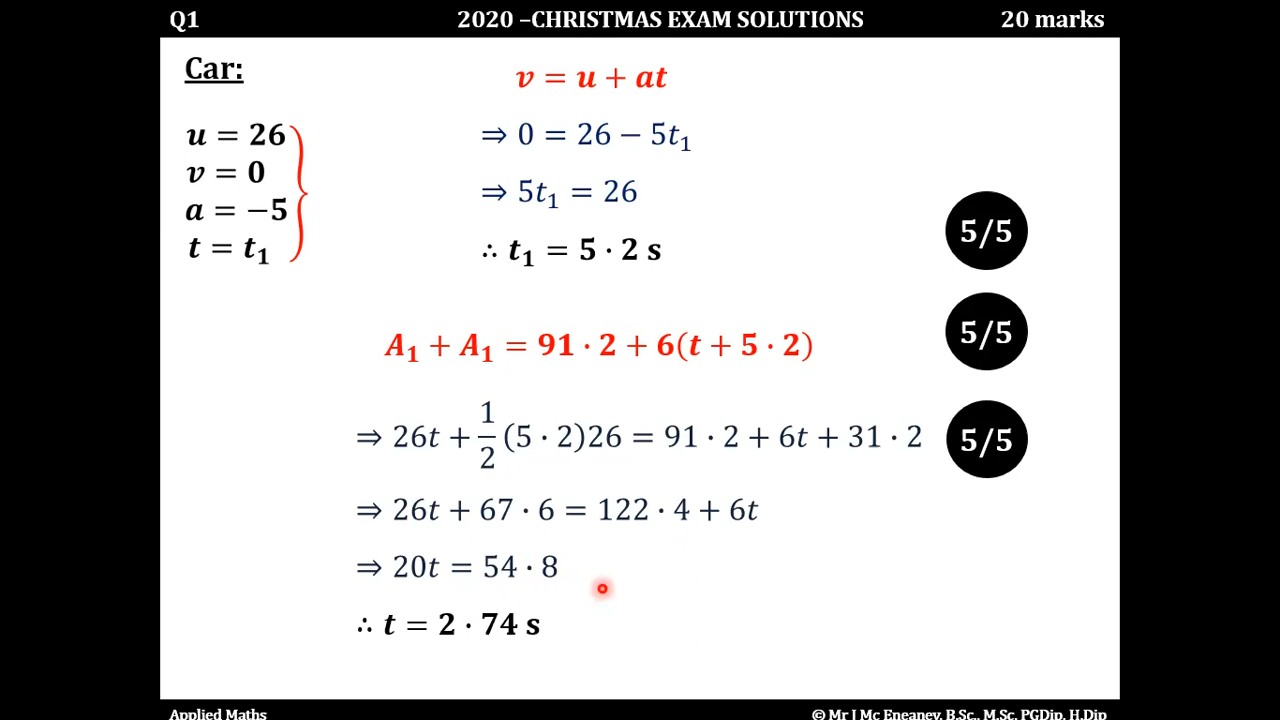 Q1 2020 –CHRISTMAS EXAM SOLUTIONS 20 marks
Car:
v = u + at
u = 26
v = 0
a = −5
t = t₁
⇒ 0 = 26 − 5t₁
⇒ 5t₁ = 26
∴ t₁ = 5 · 2 s
5/5
A₁ + A₁ = 91 · 2 + 6(t + 5 · 2)
5/5
⇒ 26t + 1/2 (5 · 2)26 = 91 · 2 + 6t + 31 · 2
5/5
⇒ 26t + 67 · 6 = 122 · 4 + 6t
⇒ 20t = 54 · 8
∴ t = 2 · 74 s
Applied Maths © Mr J Mc Eneaney, B.Sc., M.Sc, PGDip, H.Dip